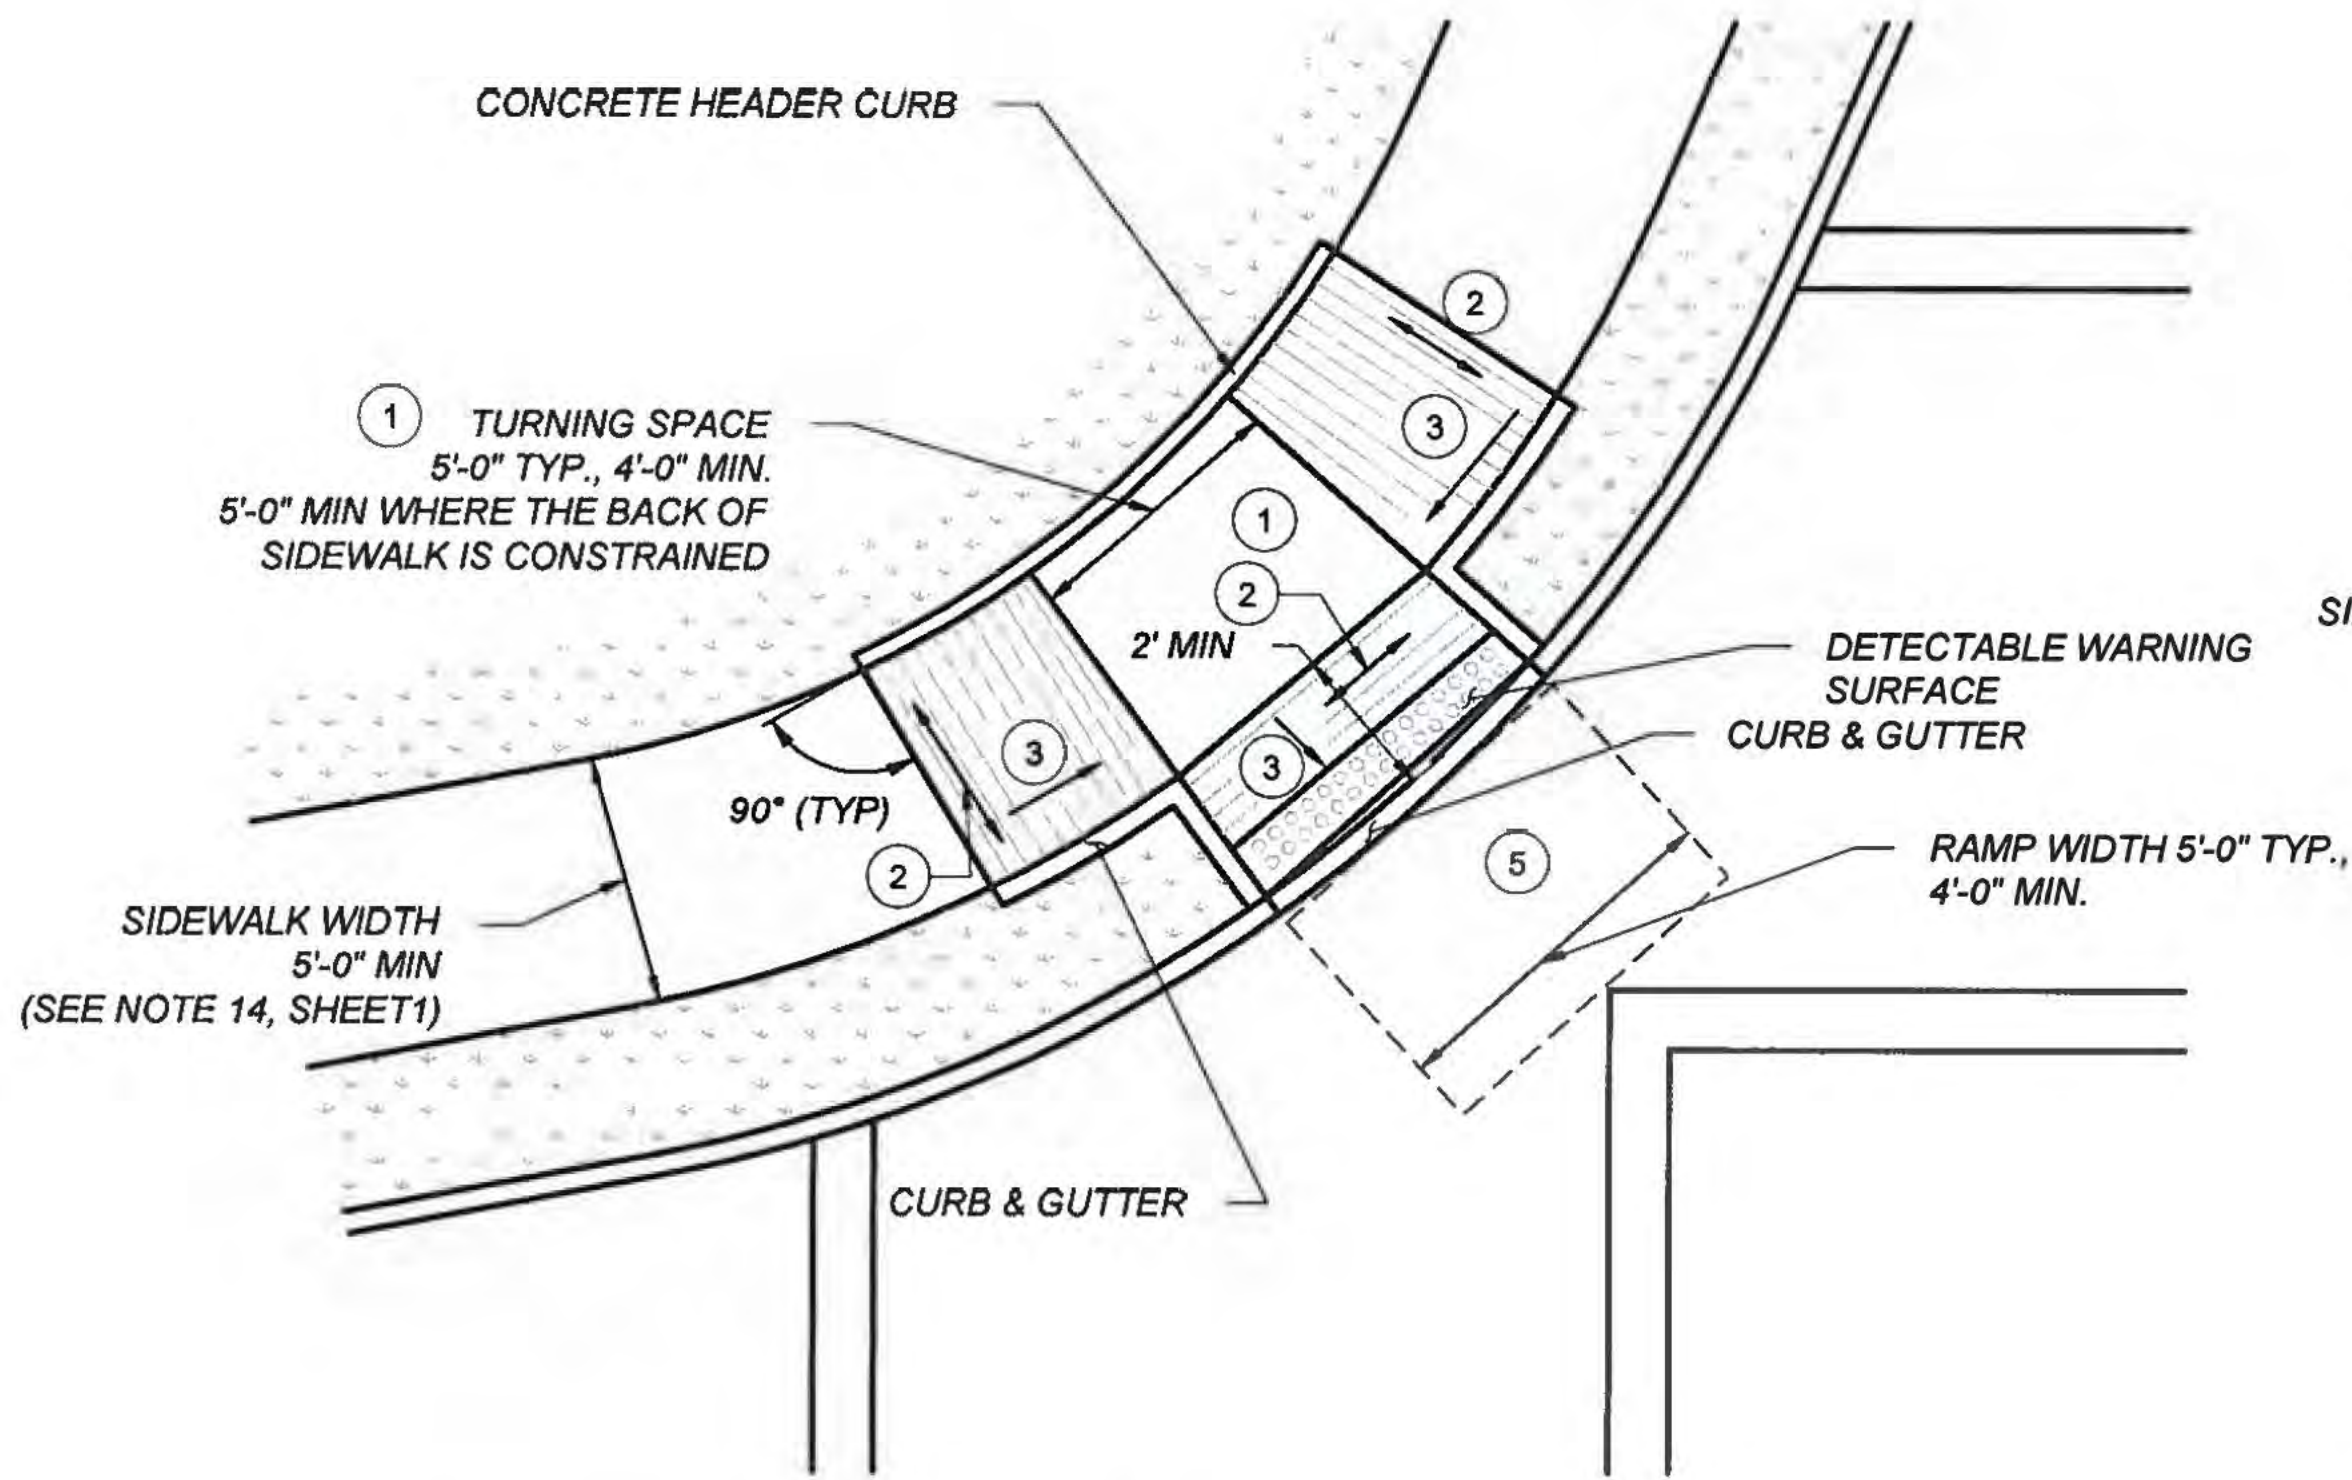 CONCRETE HEADER CURB
2
1
TURNING SPACE
5'-0" TYP., 4'-0" MIN.
5'-0" MIN WHERE THE BACK OF
SIDEWALK IS CONSTRAINED
3
1
2
2' MIN
SI
DETECTABLE WARNING
SURFACE
CURB & GUTTER
3
3
90° (TYP)
2
5
RAMP WIDTH 5'-0" TYP.,
4'-0" MIN.
SIDEWALK WIDTH
5'-0" MIN
(SEE NOTE 14, SHEET1)
CURB & GUTTER